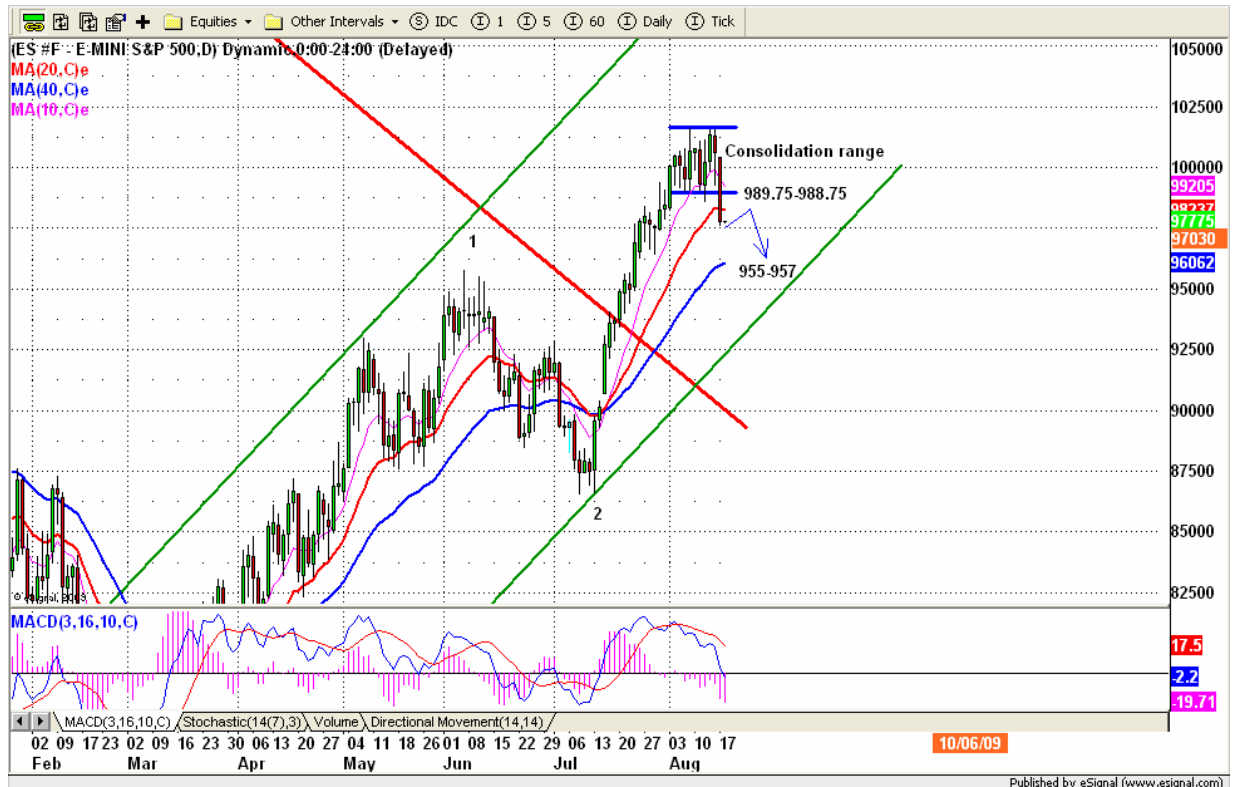 Equities Other Intervals S IDC I 1 I 5 I 60 I Daily I Tick
(ES #F - E-MINI S&P 500,D) Dynamic,0:00-24:00 (Delayed)
MA(20,C)e
MA(40,C)e
MA(10,C)e
105000
102500
100000
99205
98237
97775
97030
96062
95000
92500
90000
87500
85000
82500
Consolidation range
989.75-988.75
955-957
1
2
© eSignal, 2009
MACD(3,16,10,C)
17.5
-2.2
-19.71
MACD(3,16,10,C) Stochastic(14(7),3) Volume Directional Movement(14,14)
02 09 17 23 02 09 16 23 30 06 13 20 27 04 11 18 26 01 08 15 22 29 06 13 20 27 03 10 17 10/06/09
Feb Mar Apr May Jun Jul Aug
Published by eSignal (www.esignal.com)